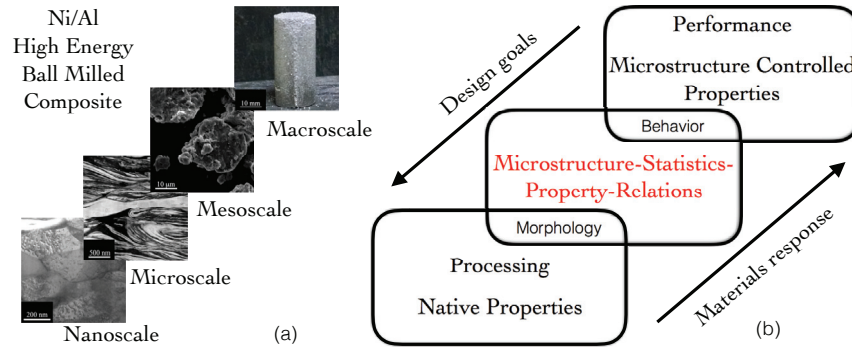 Ni/Al
High Energy
Ball Milled
Composite
10 mm
Macroscale
10 μm
Mesoscale
500 nm
Microscale
200 nm
Nanoscale
(a)
Design goals
Performance
Microstructure Controlled
Properties
Behavior
Microstructure-Statistics-
Property-Relations
Morphology
Processing
Native Properties
Materials response
(b)